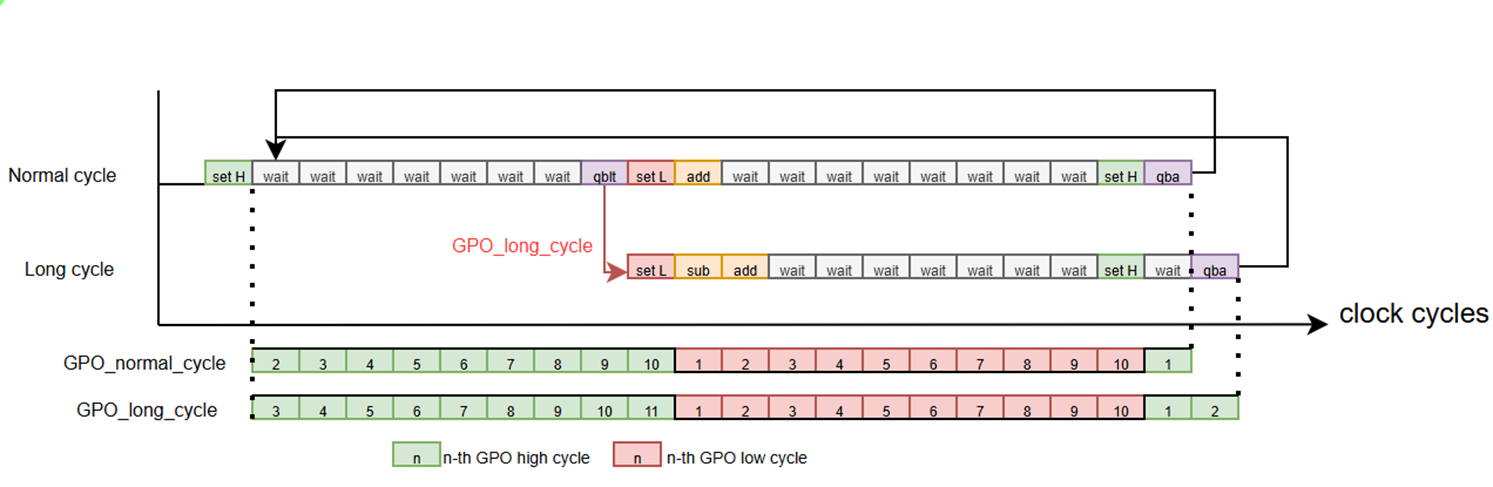 Normal cycle set H wait wait wait wait wait wait wait qblt set L add wait wait wait wait wait wait wait wait set H qba
GPO_long_cycle
Long cycle set L sub add wait wait wait wait wait wait wait set H wait qba
clock cycles
GPO_normal_cycle 2 3 4 5 6 7 8 9 10 1 2 3 4 5 6 7 8 9 10 1
GPO_long_cycle 3 4 5 6 7 8 9 10 11 1 2 3 4 5 6 7 8 9 10 1 2
n n-th GPO high cycle n n-th GPO low cycle